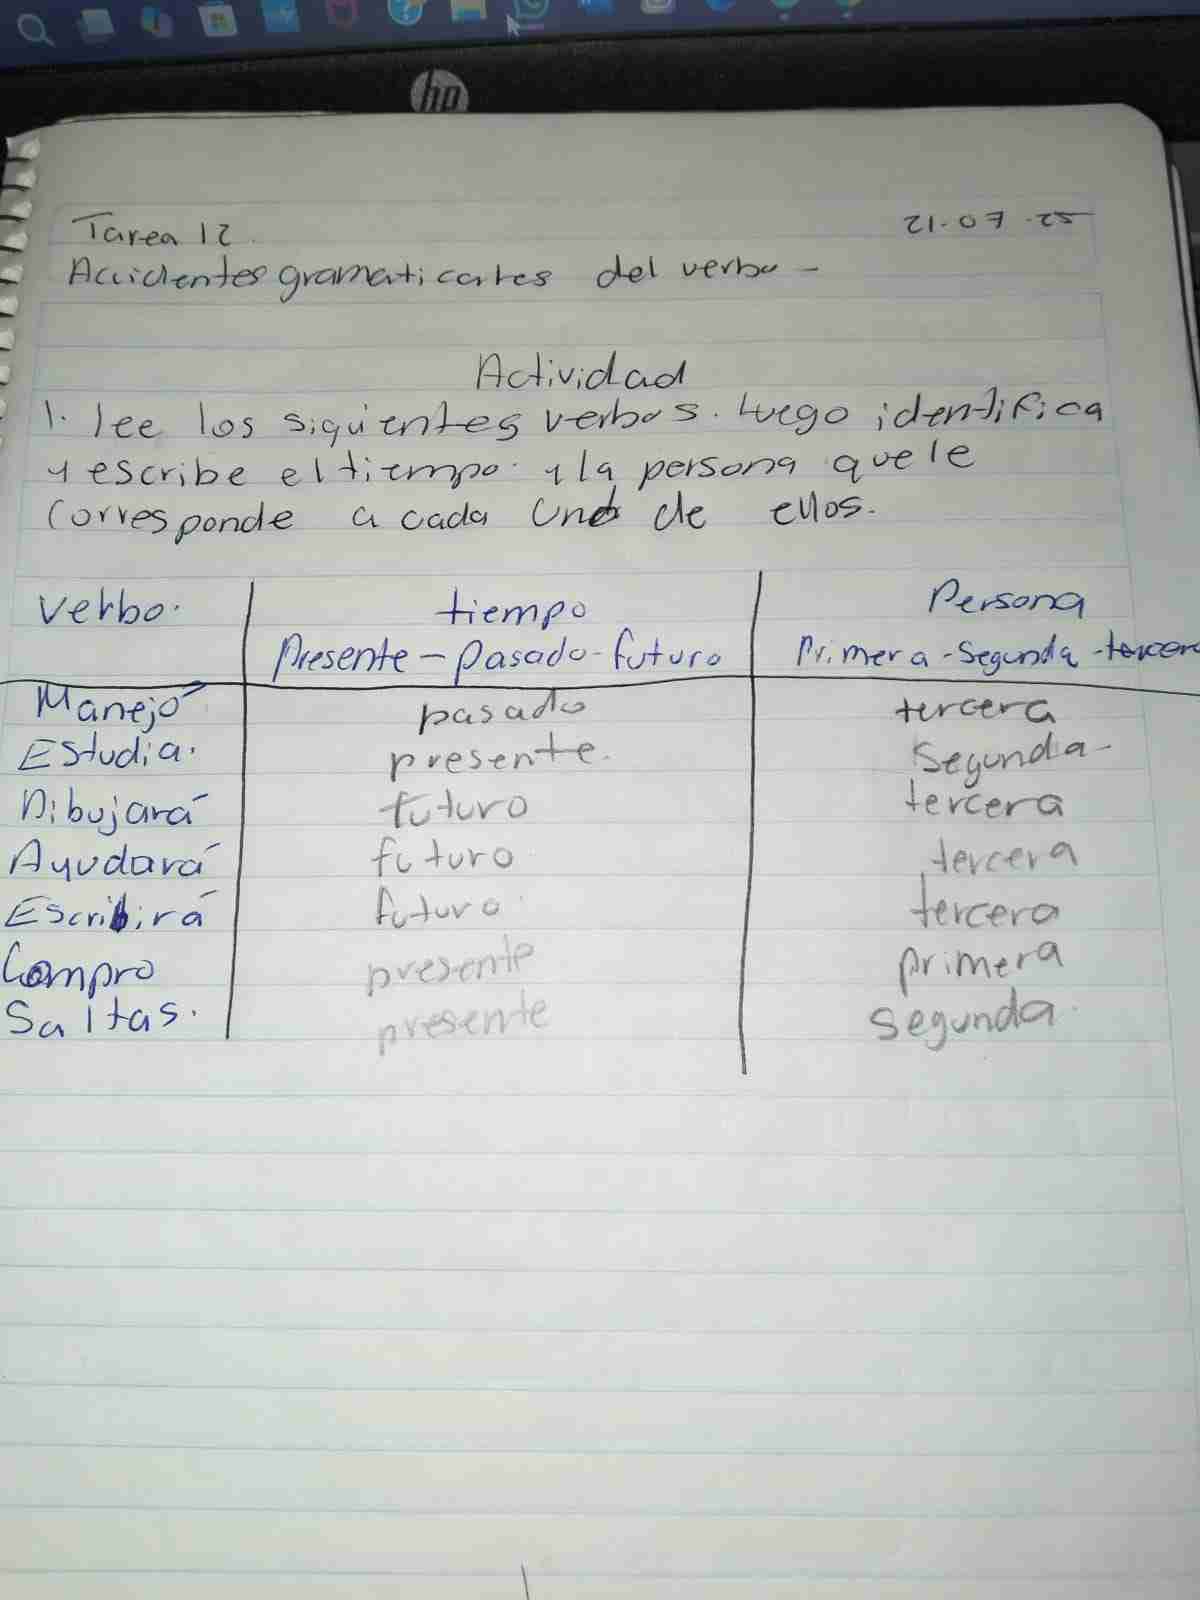 hp
Tarea 12. 21-07-25
Accidentes gramaticartes del verbo -
Actividad
1. lee los siguientes verbos. Luego identifica
y escribe el tiempo y la persona que le
corresponde a cada uno de ellos.
Verbo. tiempo Persona
Presente - pasado - futuro Primera - Segunda - tercera
Manejó pasado tercera
Estudia. presente. Segunda -
Dibujará futuro tercera
Ayudará futuro tercera
Escribirá futuro. tercera
Compro presente primera
Saltas. presente segunda.